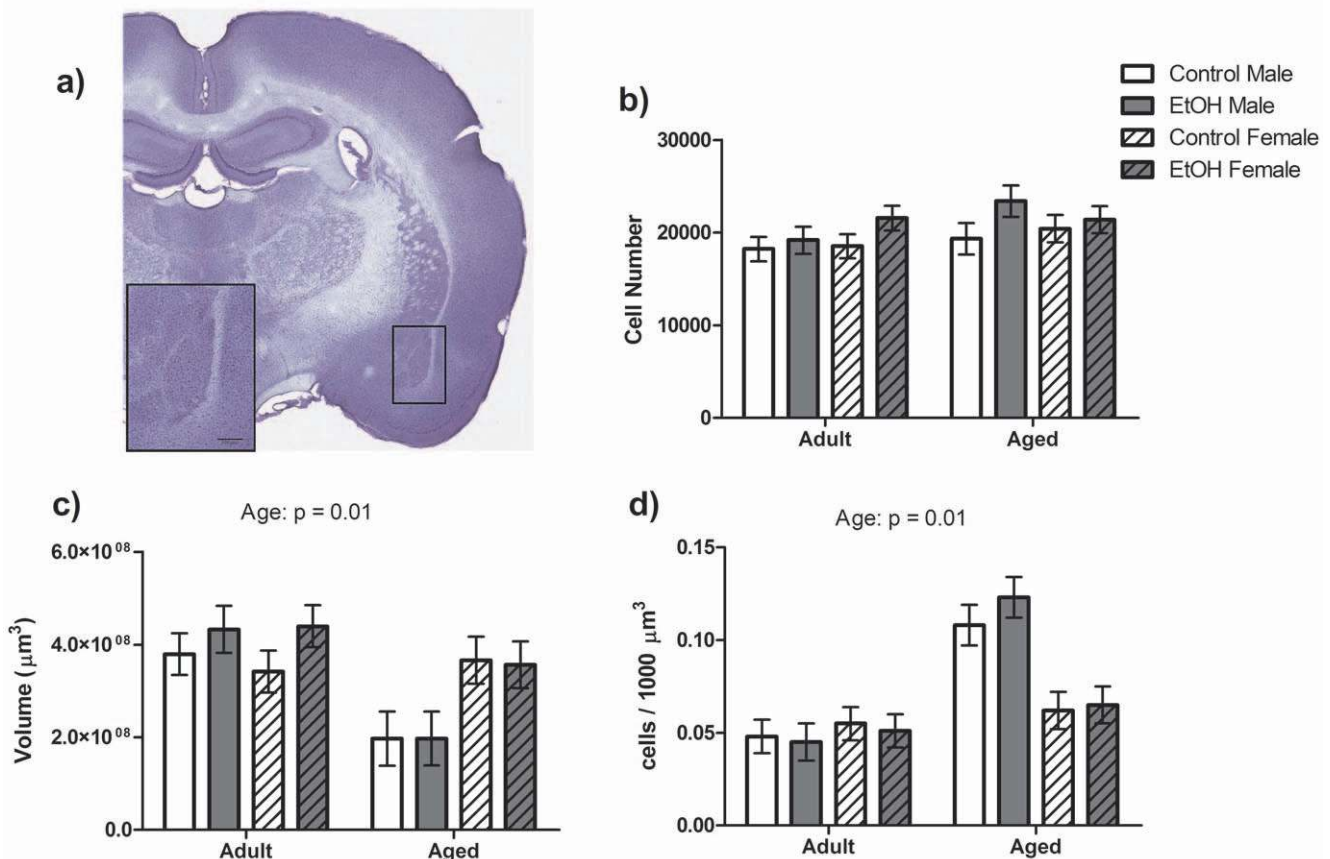 a)
b)
Control Male
EtOH Male
Control Female
EtOH Female
30000
20000
10000
0
Cell Number
Adult Aged
c)
Age: p = 0.01
6.0×10⁰⁸
4.0×10⁰⁸
2.0×10⁰⁸
0.0
Volume (μm³)
Adult Aged
d)
Age: p = 0.01
0.15
0.10
0.05
0.00
cells / 1000 μm³
Adult Aged